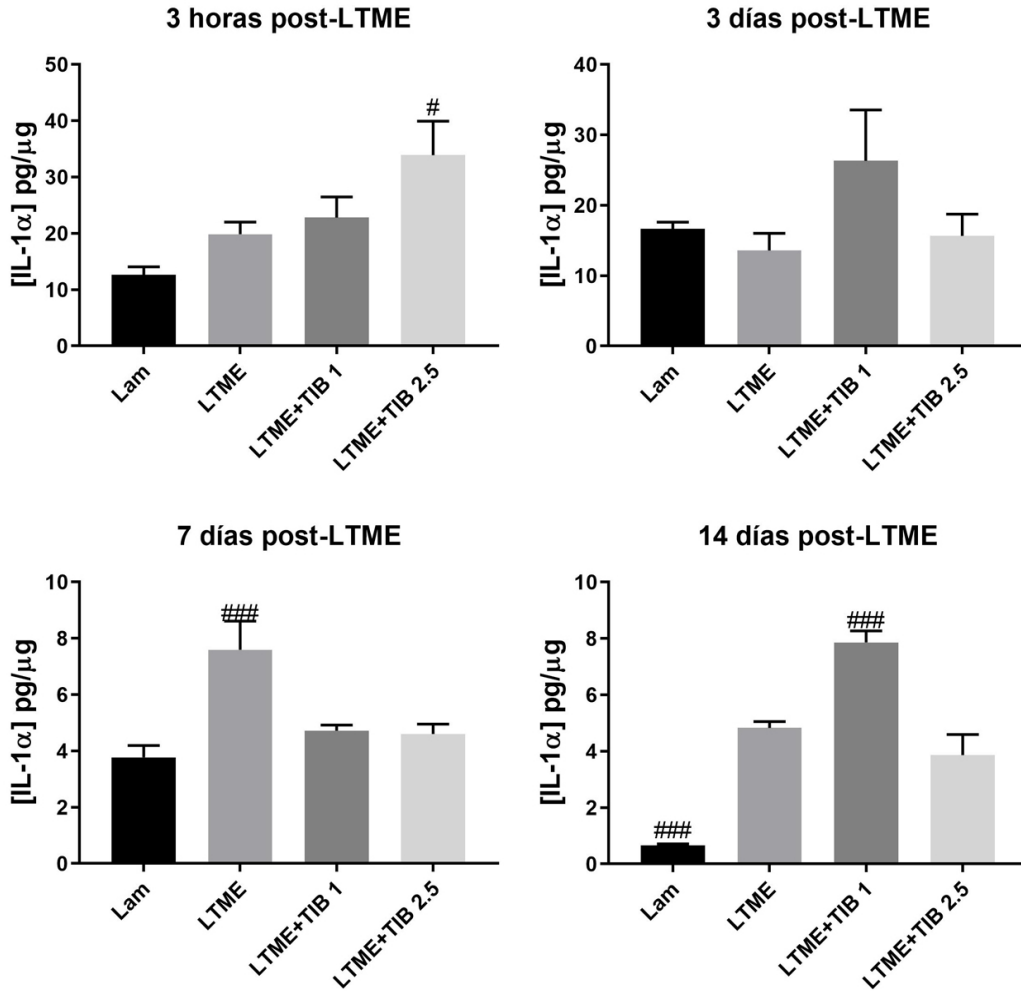 3 horas post-LTME
[IL-1α] pg/μg
50
40
30
20
10
0
#
Lam
LTME
LTME+TIB 1
LTME+TIB 2.5
3 días post-LTME
[IL-1α] pg/μg
40
30
20
10
0
Lam
LTME
LTME+TIB 1
LTME+TIB 2.5
7 días post-LTME
[IL-1α] pg/μg
10
8
6
4
2
0
###
Lam
LTME
LTME+TIB 1
LTME+TIB 2.5
14 días post-LTME
[IL-1α] pg/μg
10
8
6
4
2
0
###
###
Lam
LTME
LTME+TIB 1
LTME+TIB 2.5